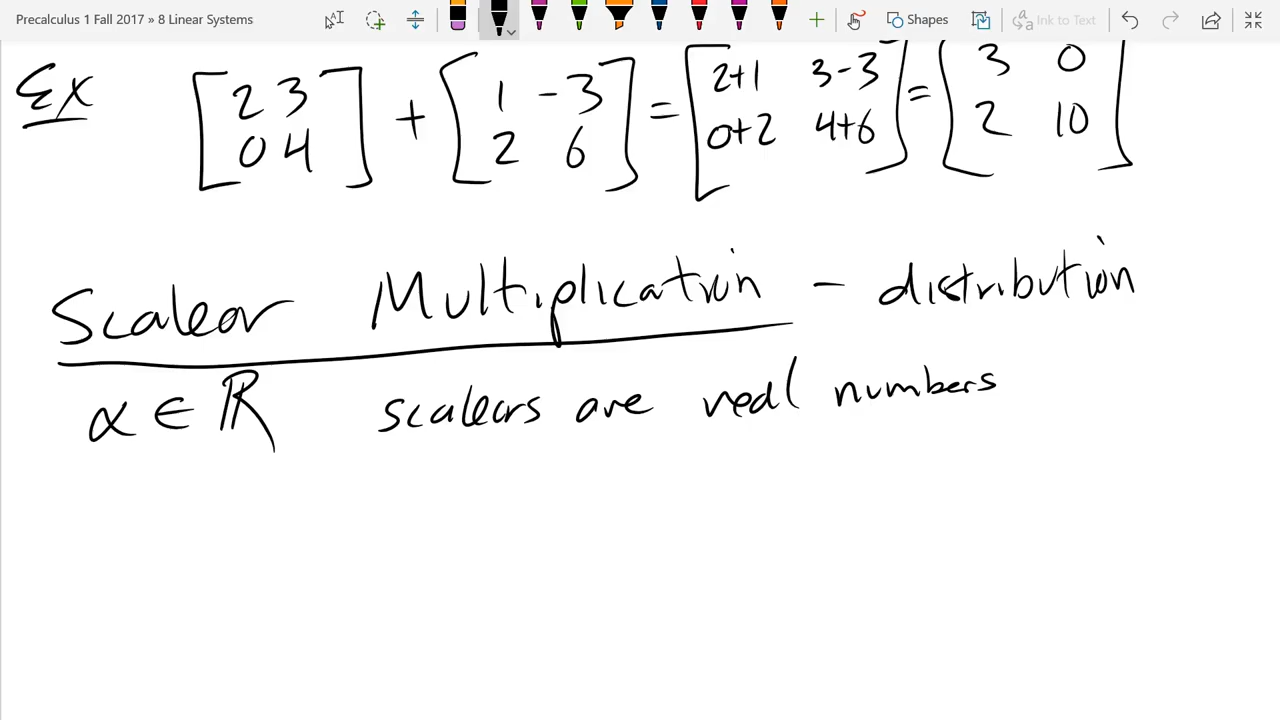 Precalculus 1 Fall 2017 » 8 Linear Systems
Shapes
Ink to Text
Ex [2 3 0 4] + [1 -3 2 6] = [2+1 3-3 0+2 4+6] = [3 0 2 10]
Scalear Multiplication - distribution
α ∈ ℝ scalears are real numbers